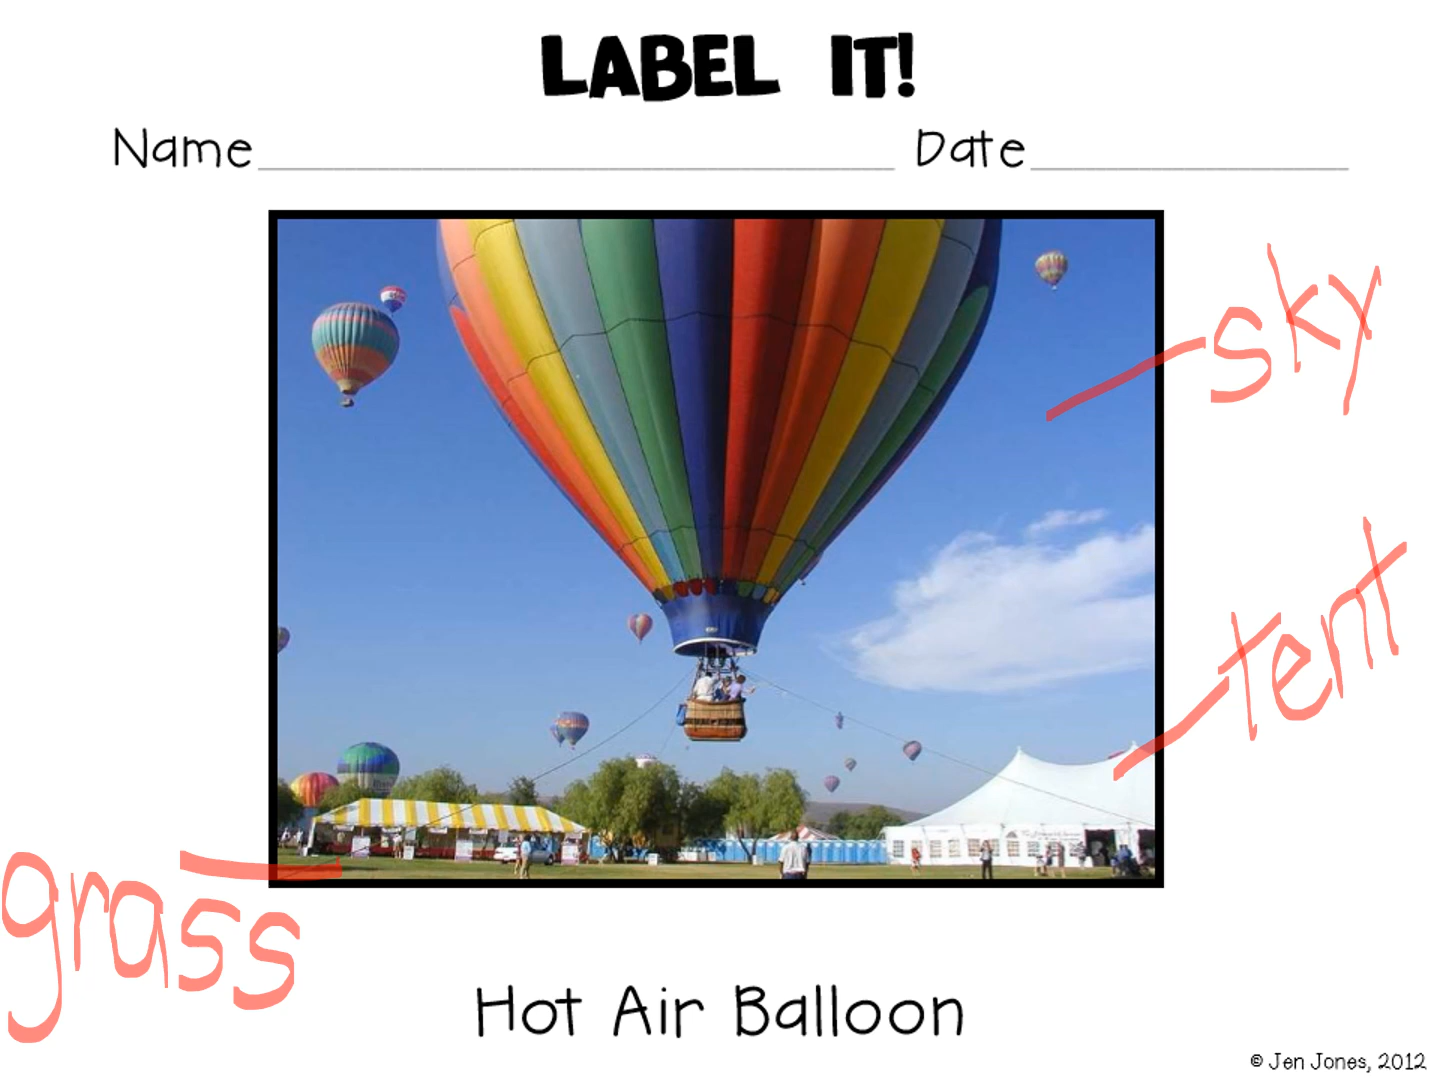 LABEL IT!
Name Date
sky
tent
grass
Hot Air Balloon
© Jen Jones, 2012